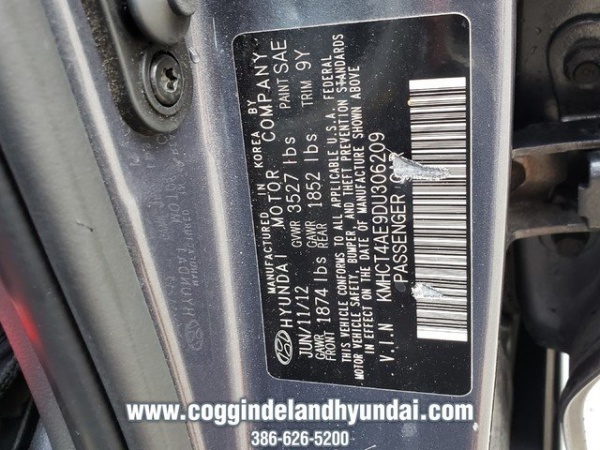 MANUFACTURED IN KOREA BY
HYUNDAI MOTOR COMPANY
JUN/11/12 GVWR 3527 lbs PAINT SAE
GAWR FRONT 1874 lbs GAWR REAR 1852 lbs TRIM 9Y
THIS VEHICLE CONFORMS TO ALL APPLICABLE U.S.A. FEDERAL
MOTOR VEHICLE SAFETY, BUMPER, AND THEFT PREVENTION STANDARDS
IN EFFECT ON THE DATE OF MANUFACTURE SHOWN ABOVE
V.I.N KMHCT4AE9DU306209
PASSENGER CAR
www.coggindelandhyundai.com
386-626-5200